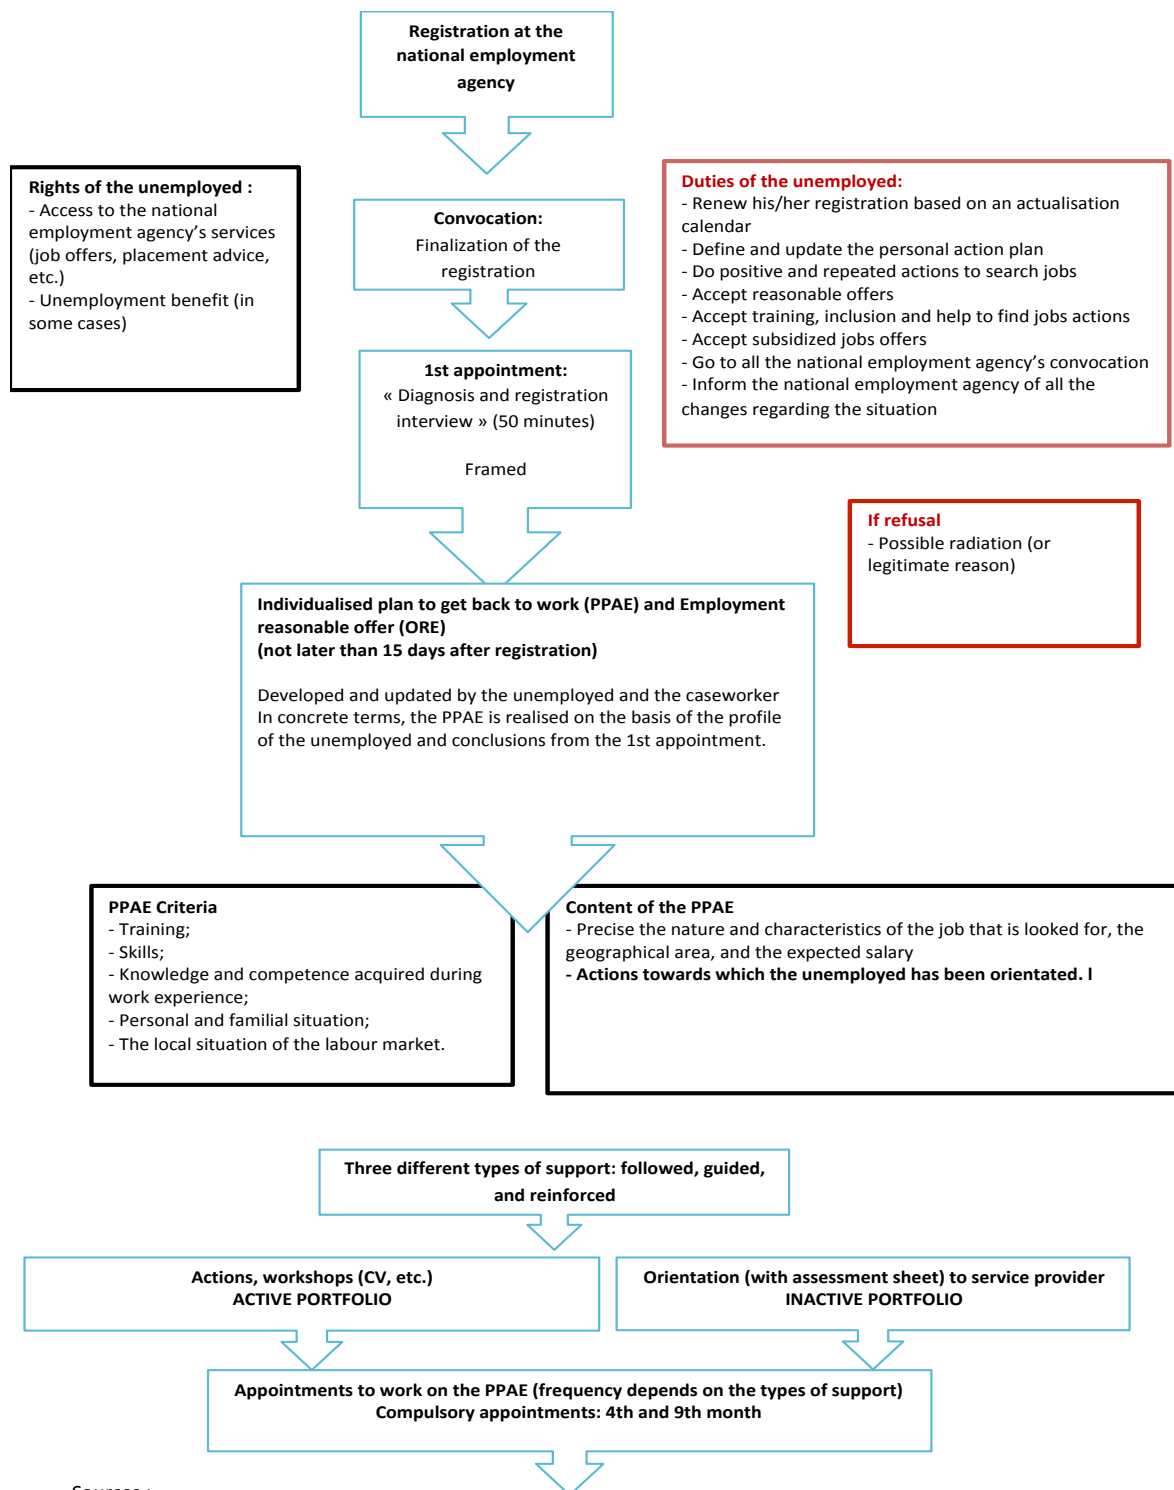 Registration at the
national employment
agency
Rights of the unemployed :
- Access to the national
employment agency's services
(job offers, placement advice,
etc.)
- Unemployment benefit (in
some cases)
Convocation:
Finalization of the
registration
Duties of the unemployed:
- Renew his/her registration based on an actualisation
calendar
- Define and update the personal action plan
- Do positive and repeated actions to search jobs
- Accept reasonable offers
- Accept training, inclusion and help to find jobs actions
- Accept subsidized jobs offers
- Go to all the national employment agency's convocation
- Inform the national employment agency of all the
changes regarding the situation
1st appointment:
« Diagnosis and registration
interview » (50 minutes)
Framed
If refusal
- Possible radiation (or
legitimate reason)
Individualised plan to get back to work (PPAE) and Employment
reasonable offer (ORE)
(not later than 15 days after registration)
Developed and updated by the unemployed and the caseworker
In concrete terms, the PPAE is realised on the basis of the profile
of the unemployed and conclusions from the 1st appointment.
PPAE Criteria
- Training;
- Skills;
- Knowledge and competence acquired during
work experience;
- Personal and familial situation;
- The local situation of the labour market.
Content of the PPAE
- Precise the nature and characteristics of the job that is looked for, the
geographical area, and the expected salary
- Actions towards which the unemployed has been orientated. l
Three different types of support: followed, guided,
and reinforced
Actions, workshops (CV, etc.)
ACTIVE PORTFOLIO
Orientation (with assessment sheet) to service provider
INACTIVE PORTFOLIO
Appointments to work on the PPAE (frequency depends on the types of support)
Compulsory appointments: 4th and 9th month
Sources :